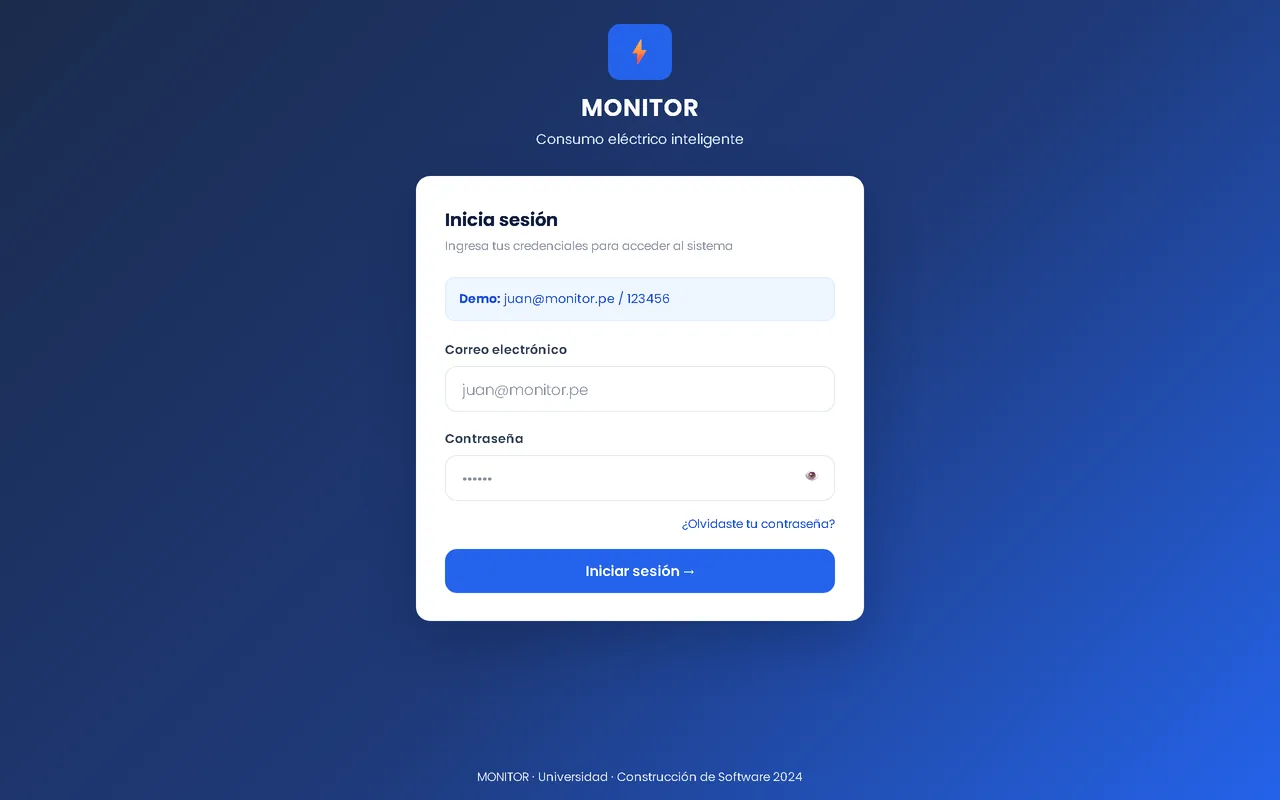 MONITOR
Consumo eléctrico inteligente
Inicia sesión
Ingresa tus credenciales para acceder al sistema
Demo: juan@monitor.pe / 123456
Correo electrónico
juan@monitor.pe
Contraseña
••••••
¿Olvidaste tu contraseña?
Iniciar sesión →
MONITOR · Universidad · Construcción de Software 2024